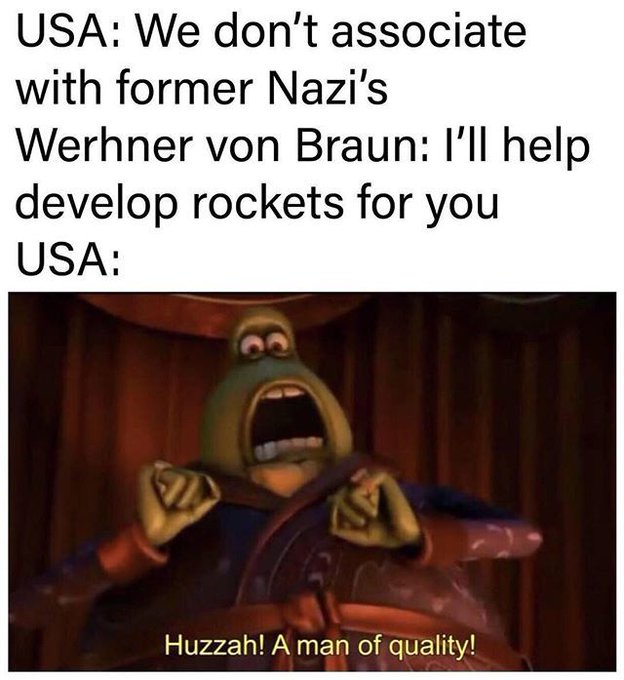 USA: We don’t associate
with former Nazi’s
Werhner von Braun: I’ll help
develop rockets for you
USA:
Huzzah! A man of quality!